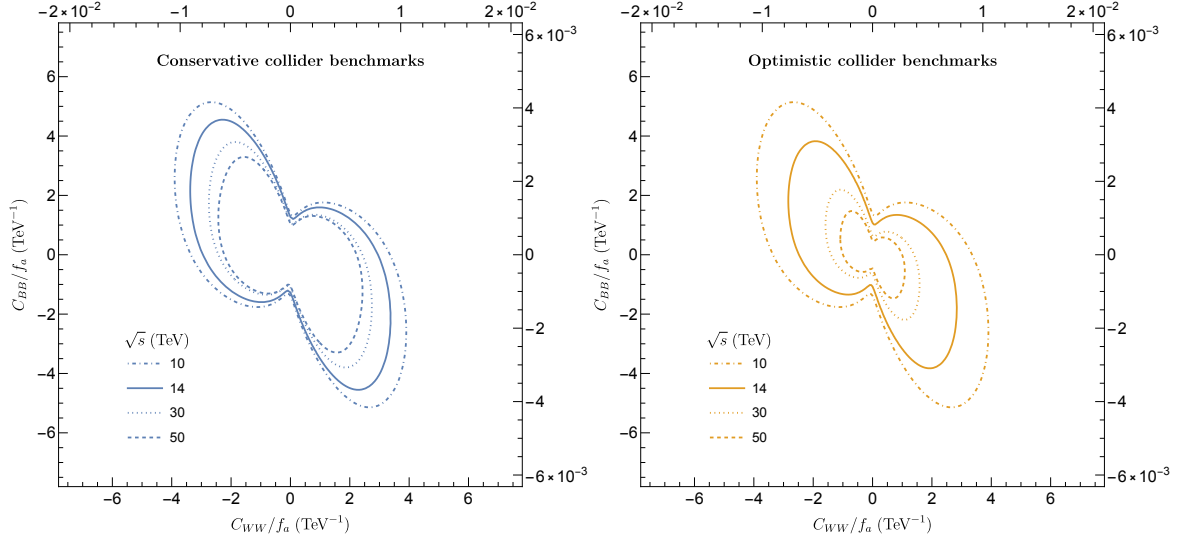 −2 × 10⁻² −1 0 1 2 × 10⁻²
Conservative collider benchmarks
6 × 10⁻³
4
2
0
−2
−4
−6 × 10⁻³
6
4
2
0
−2
−4
−6
C_BB/f_a (TeV⁻¹)
√s (TeV)
10
14
30
50
−6 −4 −2 0 2 4 6
C_WW/f_a (TeV⁻¹)
−2 × 10⁻² −1 0 1 2 × 10⁻²
Optimistic collider benchmarks
6 × 10⁻³
4
2
0
−2
−4
−6 × 10⁻³
6
4
2
0
−2
−4
−6
C_BB/f_a (TeV⁻¹)
√s (TeV)
10
14
30
50
−6 −4 −2 0 2 4 6
C_WW/f_a (TeV⁻¹)